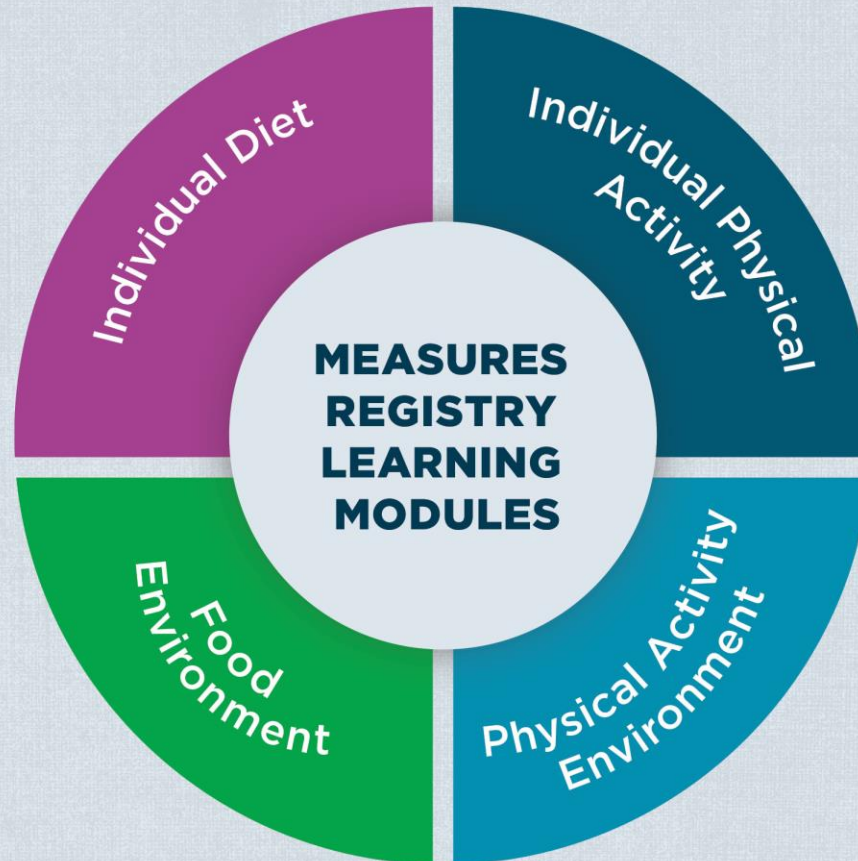 Individual Diet
Individual Physical
Activity
MEASURES
REGISTRY
LEARNING
MODULES
Food
Environment
Physical Activity
Environment